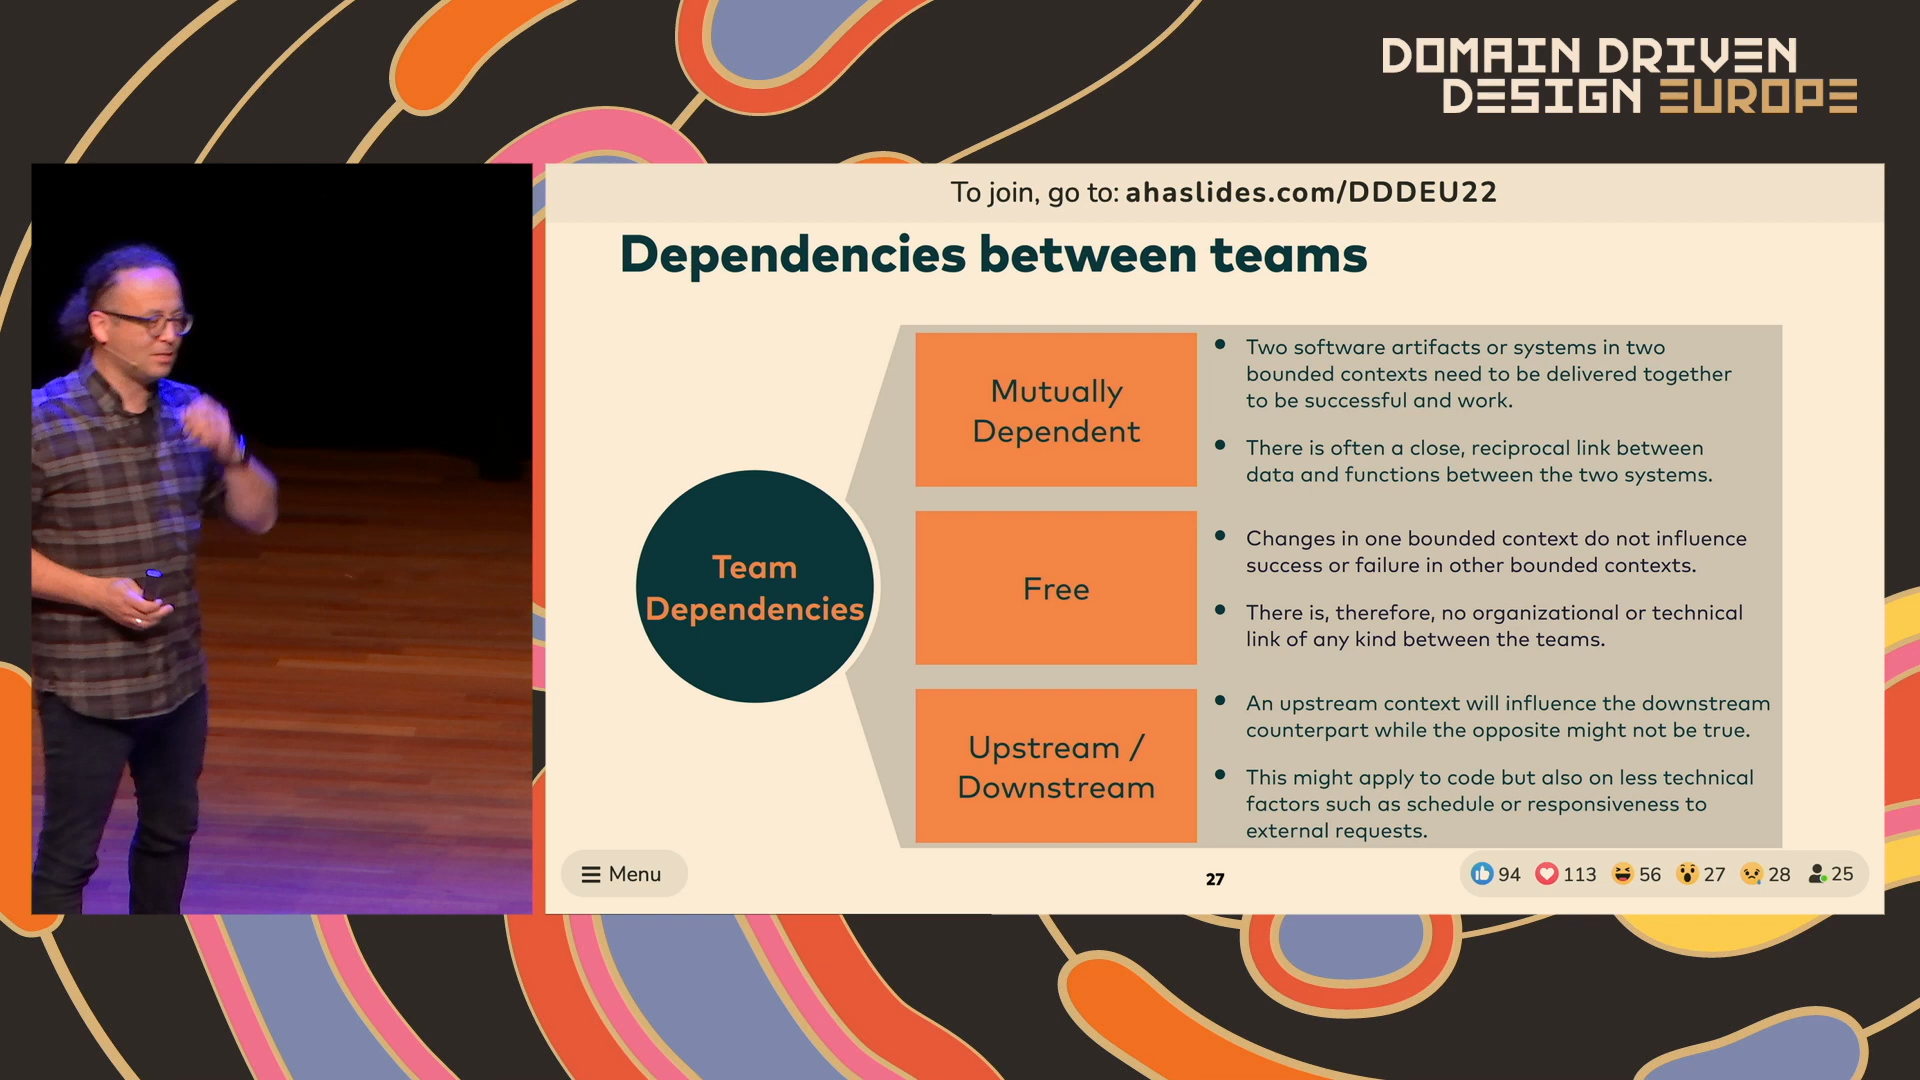 DOMAIN DRIVEN
DESIGN EUROPE
To join, go to: ahaslides.com/DDDEU22
Dependencies between teams
Team
Dependencies
Mutually
Dependent
• Two software artifacts or systems in two
bounded contexts need to be delivered together
to be successful and work.
• There is often a close, reciprocal link between
data and functions between the two systems.
Free
• Changes in one bounded context do not influence
success or failure in other bounded contexts.
• There is, therefore, no organizational or technical
link of any kind between the teams.
Upstream /
Downstream
• An upstream context will influence the downstream
counterpart while the opposite might not be true.
• This might apply to code but also on less technical
factors such as schedule or responsiveness to
external requests.
Menu
27
94 113 56 27 28 25